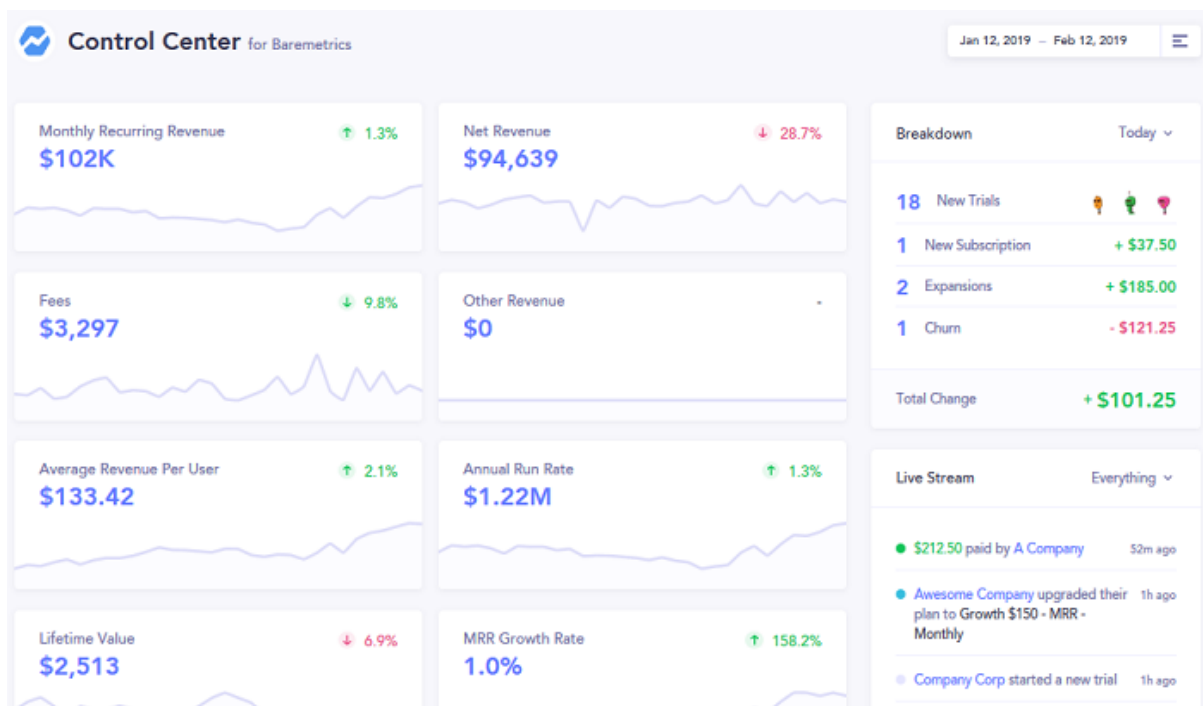 Control Center for Baremetrics
Jan 12, 2019 – Feb 12, 2019
Monthly Recurring Revenue
↑ 1.3%
$102K
Net Revenue
↓ 28.7%
$94,639
Fees
↓ 9.8%
$3,297
Other Revenue
-
$0
Average Revenue Per User
↑ 2.1%
$133.42
Annual Run Rate
↑ 1.3%
$1.22M
Lifetime Value
↓ 6.9%
$2,513
MRR Growth Rate
↑ 158.2%
1.0%
Breakdown
Today
18 New Trials
1 New Subscription + $37.50
2 Expansions + $185.00
1 Churn - $121.25
Total Change + $101.25
Live Stream
Everything
$212.50 paid by A Company 52m ago
Awesome Company upgraded their 1h ago
plan to Growth $150 - MRR -
Monthly
Company Corp started a new trial 1h ago